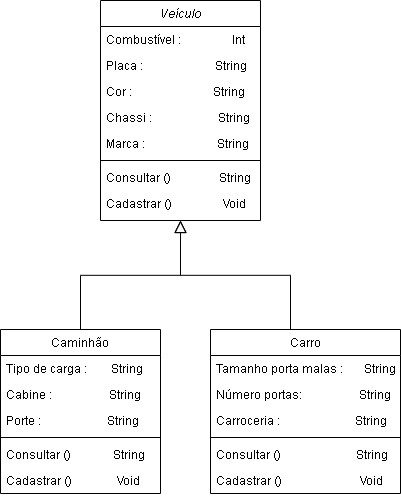 Veículo
Combustível : Int
Placa : String
Cor : String
Chassi : String
Marca : String
Consultar () String
Cadastrar () Void
Caminhão
Tipo de carga : String
Cabine : String
Porte : String
Consultar () String
Cadastrar () Void
Carro
Tamanho porta malas : String
Número portas: String
Carroceria : String
Consultar () String
Cadastrar () Void